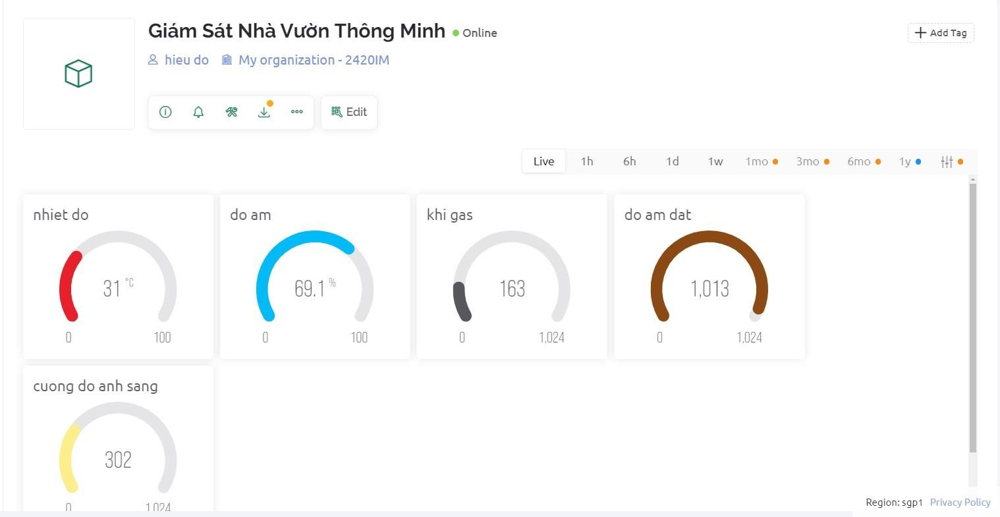 Giám Sát Nhà Vườn Thông Minh Online
Add Tag
hieu do My organization - 2420IM
Edit
Live 1h 6h 1d 1w 1mo 3mo 6mo 1y
nhiet do
31 °C
0 100
do am
69.1 %
0 100
khi gas
163
0 1,024
do am dat
1,013
0 1,024
cuong do anh sang
302
0 1,024
Region: sgp1 Privacy Policy